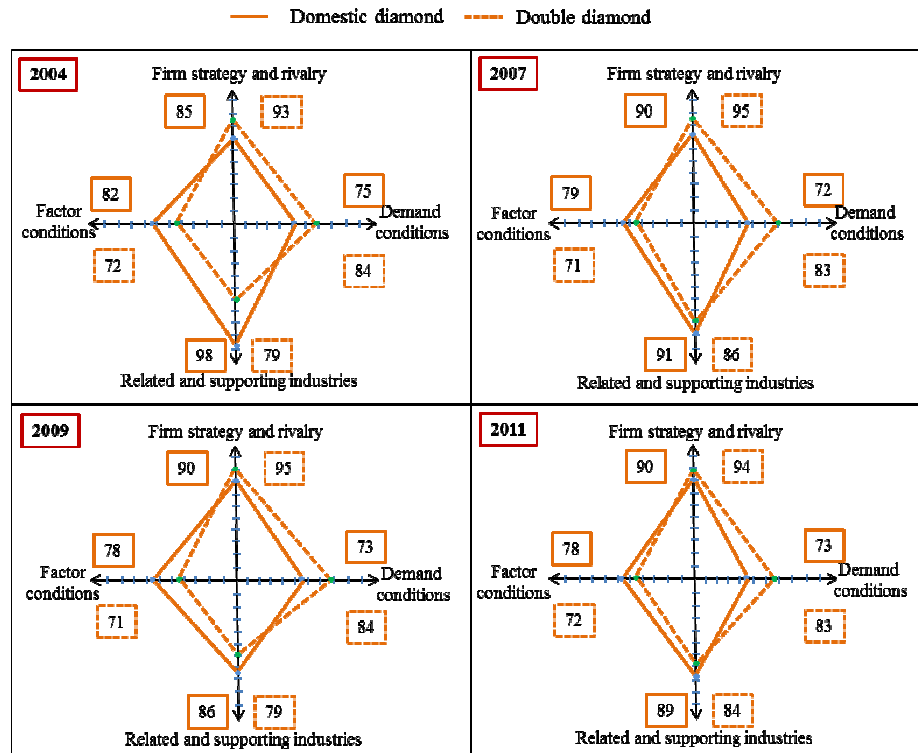 Domestic diamond Double diamond
2004
Firm strategy and rivalry
85 93
82 75
Factor conditions
Demand conditions
72 84
98 79
Related and supporting industries
2007
Firm strategy and rivalry
90 95
79 72
Factor conditions
Demand conditions
71 83
91 86
Related and supporting industries
2009
Firm strategy and rivalry
90 95
78 73
Factor conditions
Demand conditions
71 84
86 79
Related and supporting industries
2011
Firm strategy and rivalry
90 94
78 73
Factor conditions
Demand conditions
72 83
89 84
Related and supporting industries